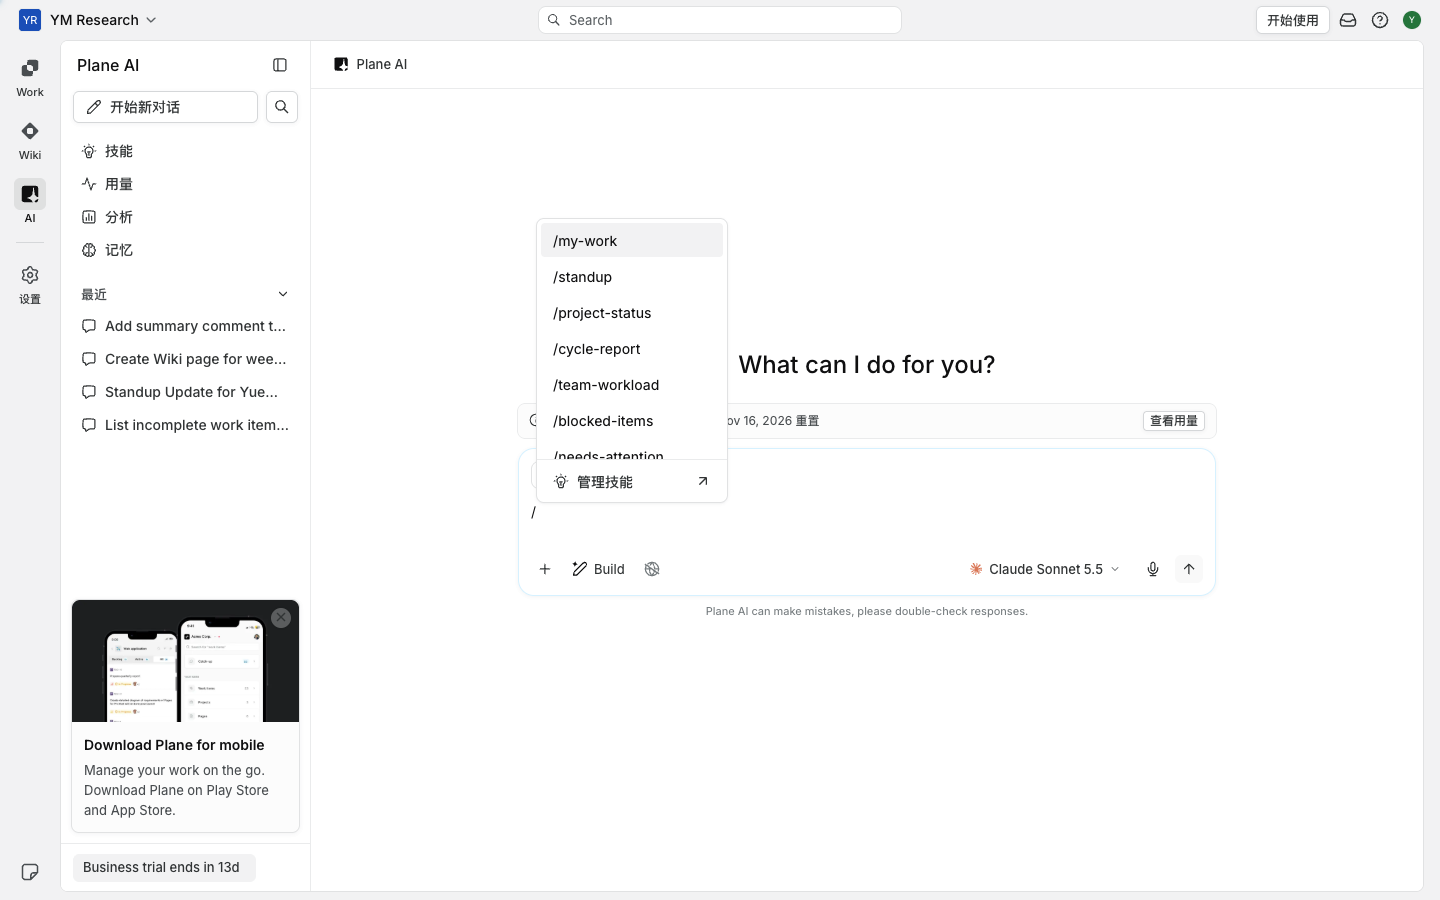 YR YM Research
Search
开始使用
Y
Work
Wiki
AI
设置
Plane AI
开始新对话
技能
用量
分析
记忆
最近
Add summary comment t...
Create Wiki page for wee...
Standup Update for Yue...
List incomplete work item...
Download Plane for mobile
Manage your work on the go.
Download Plane on Play Store
and App Store.
Business trial ends in 13d
Plane AI
/my-work
/standup
/project-status
/cycle-report
/team-workload
/blocked-items
/needs-attention
管理技能
What can I do for you?
16, 2026 重置
查看用量
/
Build
Claude Sonnet 5.5
Plane AI can make mistakes, please double-check responses.